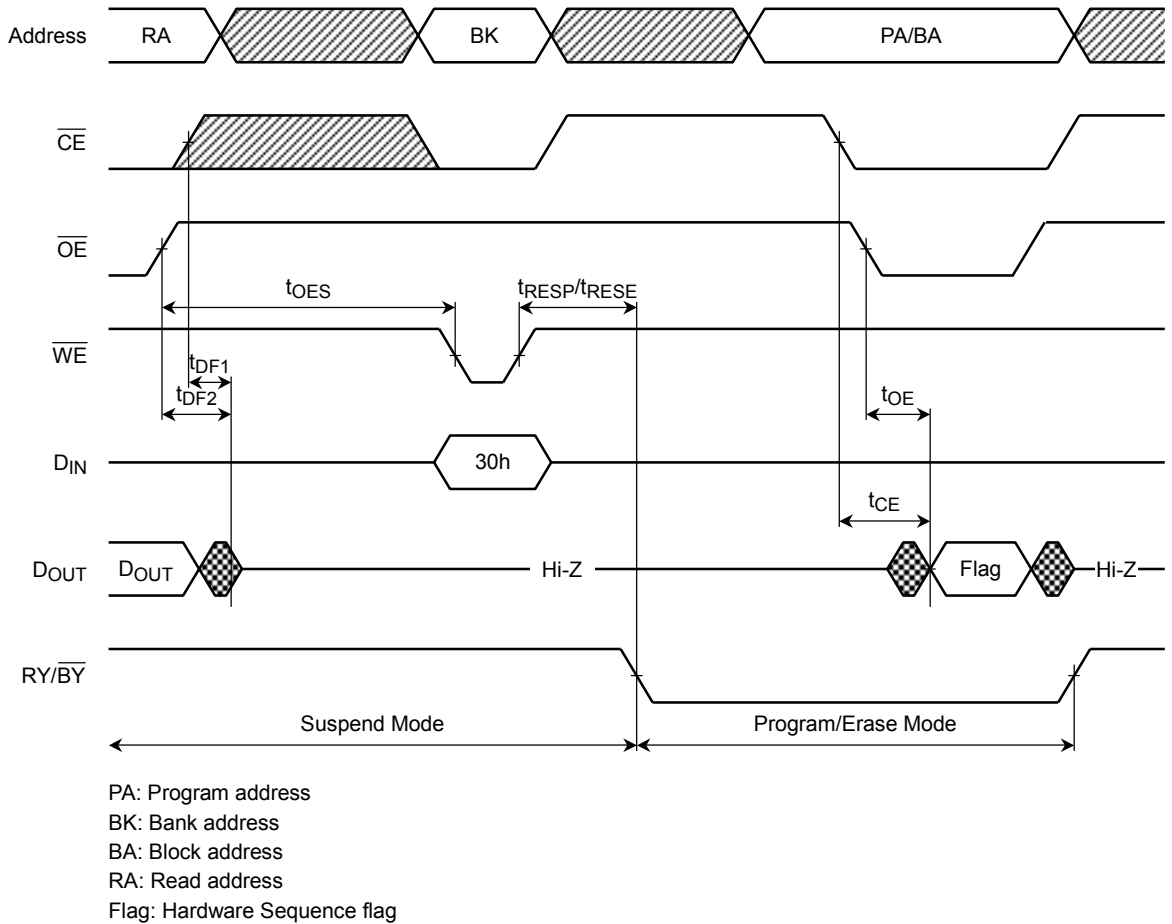 Address RA BK PA/BA
CE
OE
tOES tRESP/tRESE
WE
tDF1
tDF2 tOE
DIN 30h
tCE
DOUT DOUT Hi-Z Flag Hi-Z
RY/BY
Suspend Mode Program/Erase Mode
PA: Program address
BK: Bank address
BA: Block address
RA: Read address
Flag: Hardware Sequence flag